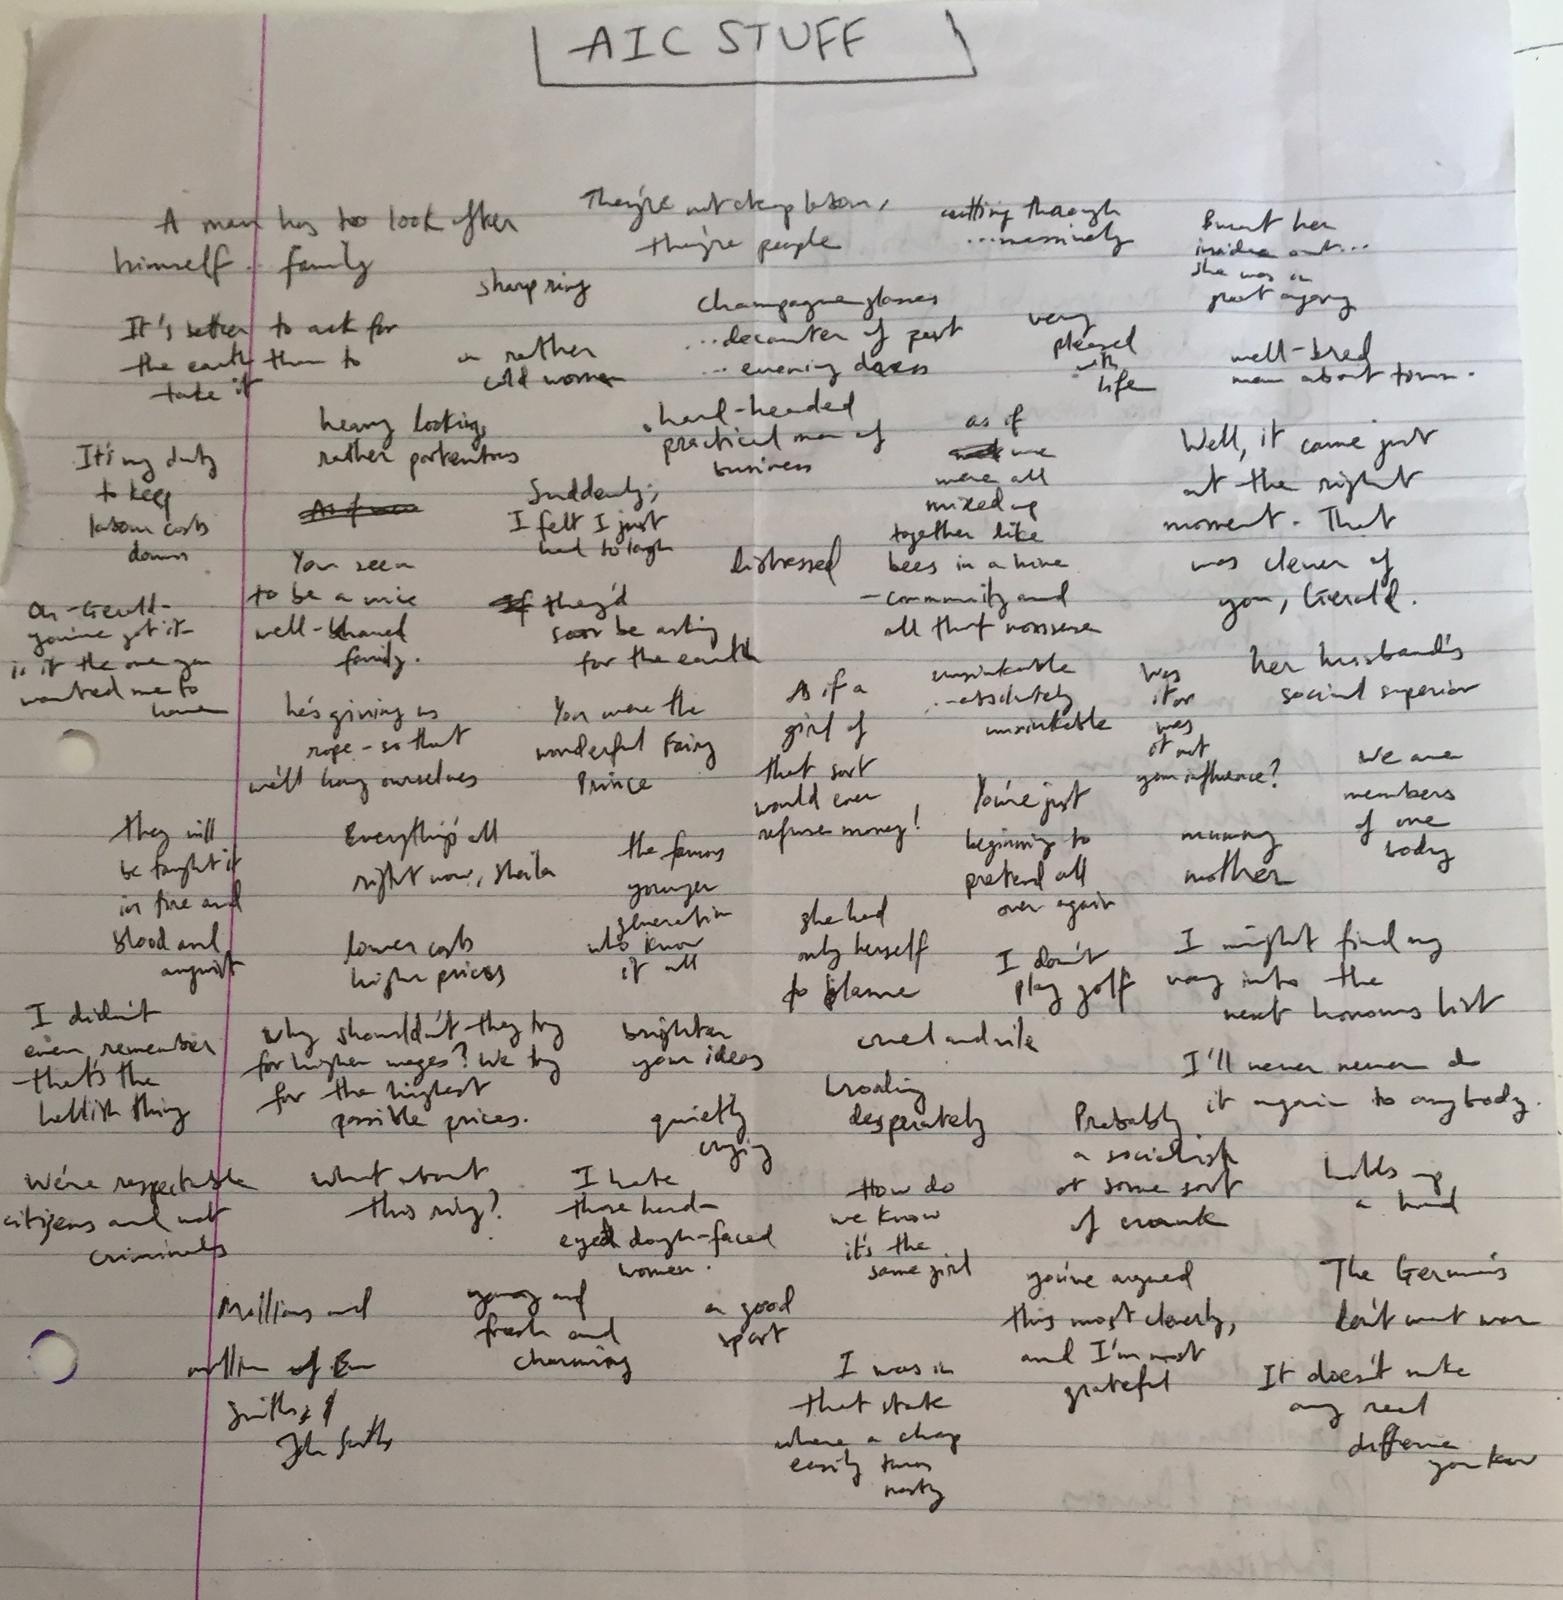 AIC STUFF
A man has to look after
himself. family
They're not cheap labour,
they're people
cutting through
...massively
Burnt her
insides out...
she was in
great agony
sharp ring
It's better to ask for
the earth than to
take it
a rather
cold woman
champagne glasses
...decanter of port
... evening dress
very
pleased
with
life
well-bred
man about town.
heavy looking,
rather portentous
hard-headed
practical man of
business
as if
we
were all
mixed up
together like
bees in a hive
- community and
all that nonsense
Well, it came just
at the right
moment. That
was clever of
you, Gerald.
It's my duty
to keep
labour costs
down
Suddenly,
I felt I just
had to laugh
distressed
You seem
to be a nice
well-behaved
family.
they'd
soon be asking
for the earth
Oh-Gerald-
you've got it-
is it the one you
wanted me to
have
he's giving us
rope - so that
we'll hang ourselves
You were the
wonderful Fairy
Prince
As if a
girl of
that sort
would ever
refuse money!
unsinkable
...absolutely
unsinkable
was
it or
was
it not
your influence?
her husband's
social superior
We are
members
of one
body
they will
be taught it
in fire and
blood and
anguish
Everything's all
right now, Sheila
the famous
younger
generation
who know
it all
You're just
beginning to
pretend all
over again
mummy
mother
lower costs
higher prices
she had
only herself
to blame
I don't
play golf
I might find my
way into the
next honours list
I didn't
even remember
- that's the
hellish thing
why shouldn't they try
for higher wages? We try
for the highest
possible prices.
brighten
your ideas
cruel and vile
I'll never never do
it again to anybody.
quietly
crying
desperately
Probably
a socialist
or some sort
of crank
We're respectable
citizens and not
criminals
what about
this ring?
I hate
those hard-
eyed dough-faced
women.
How do
we know
it's the
same girl
holds up
a hand
Millions and
millions of
Smiths &
John Smiths
young and
fresh and
charming
a good
sport
you've argued
this most cleverly,
and I'm most
grateful
The Germans
don't want war
I was in
that state
where a chap
easily turns
nasty
It doesn't make
any real
difference
you know